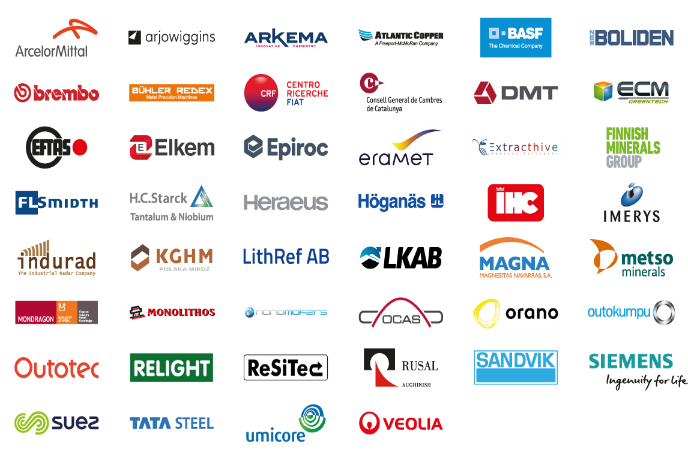 ArcelorMittal
arjowiggins
ARKEMA
INNOVATIVE CHEMISTRY
ATLANTIC COPPER
A Freeport-McMoRan Company
BASF
The Chemical Company
BOLIDEN
brembo
BÜHLER REDEX
Metal Precision Machines
CRF
CENTRO
RICERCHE
FIAT
Consell General de Cambres
de Catalunya
DMT
ECM
GREENTECH
EFTAS
Elkem
Epiroc
eramet
Extracthive
FINNISH
MINERALS
GROUP
FLSMIDTH
H.C.Starck
Tantalum & Niobium
Heraeus
Höganäs
IHC
IMERYS
indurad
The Industrial Radar Company
KGHM
POLSKA MIEDŹ
LithRef AB
LKAB
MAGNA
MAGNESITAS NAVARRAS, S.A.
metso
minerals
MONDRAGON
MONOLITHOS
nanomakers
OCAS
orano
outokumpu
Outotec
RELIGHT
ReSiTec
RUSAL
AUGHINISH
SANDVIK
SIEMENS
Ingenuity for life
suez
TATA STEEL
umicore
VEOLIA